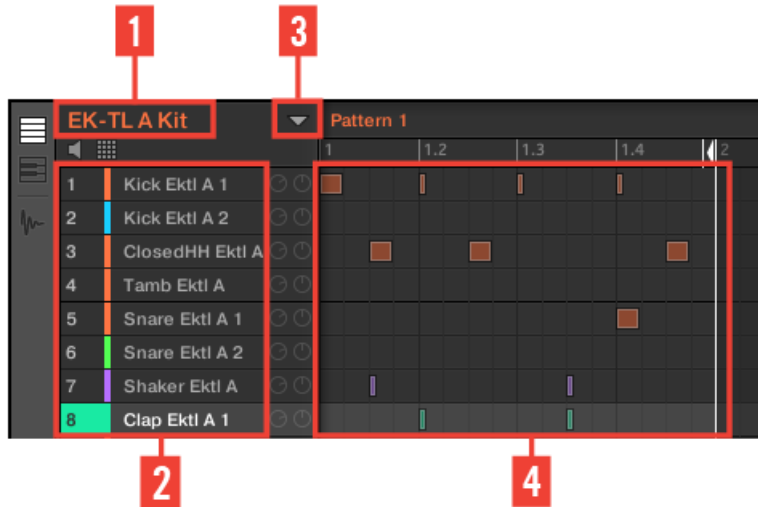 1 3
EK-TL A Kit Pattern 1
1 1.2 1.3 1.4 2
1 Kick Ektl A 1
2 Kick Ektl A 2
3 ClosedHH Ektl A
4 Tamb Ektl A
5 Snare Ektl A 1
6 Snare Ektl A 2
7 Shaker Ektl A
8 Clap Ektl A 1
2 4